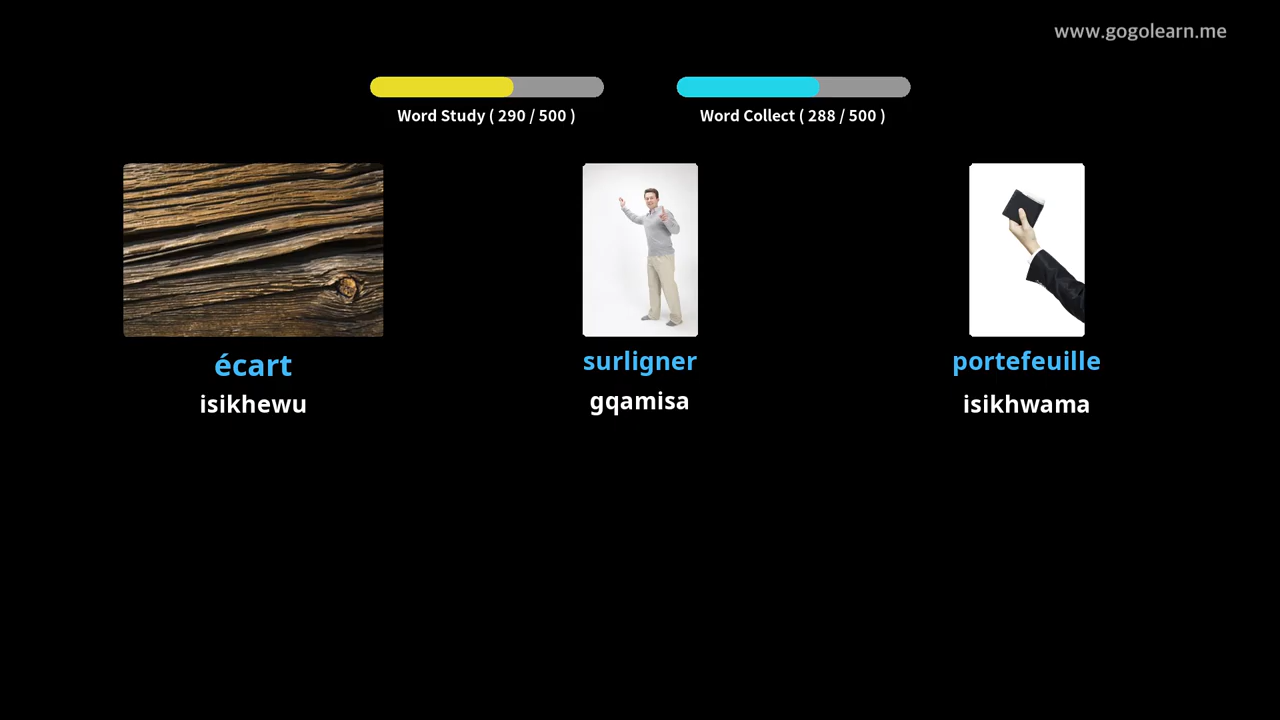 www.gogolearn.me
Word Study ( 290 / 500 )
Word Collect ( 288 / 500 )
écart
surligner
portefeuille
isikhewu
gqamisa
isikhwama